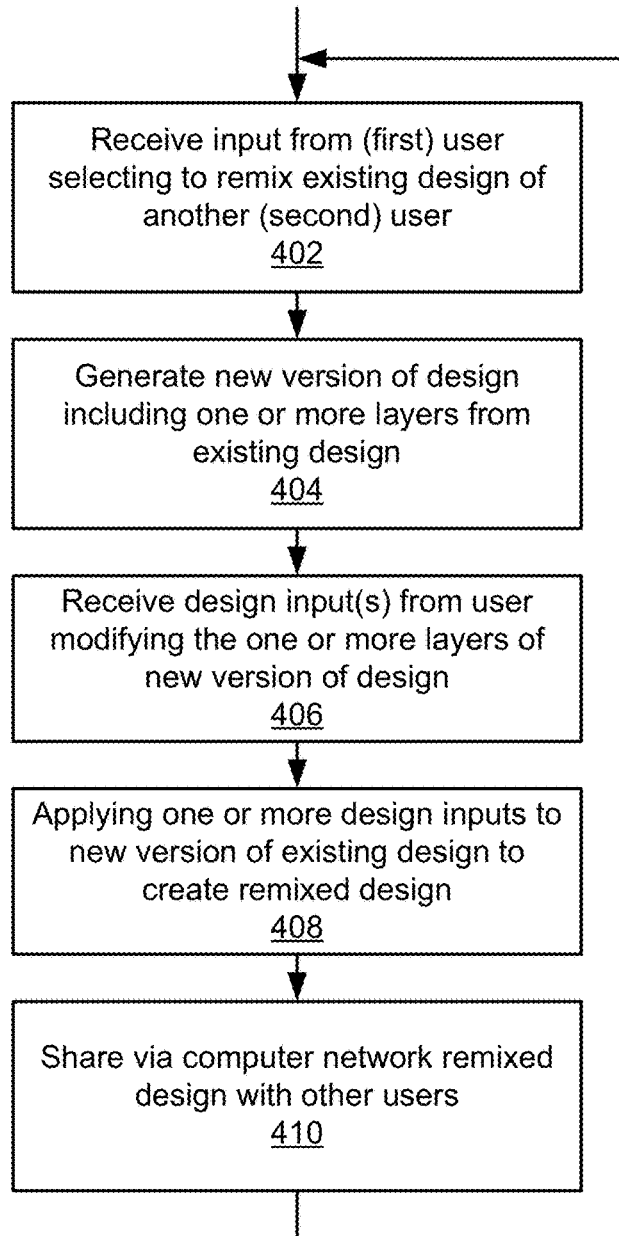 Receive input from (first) user
selecting to remix existing design of
another (second) user
402
Generate new version of design
including one or more layers from
existing design
404
Receive design input(s) from user
modifying the one or more layers of
new version of design
406
Applying one or more design inputs to
new version of existing design to
create remixed design
408
Share via computer network remixed
design with other users
410